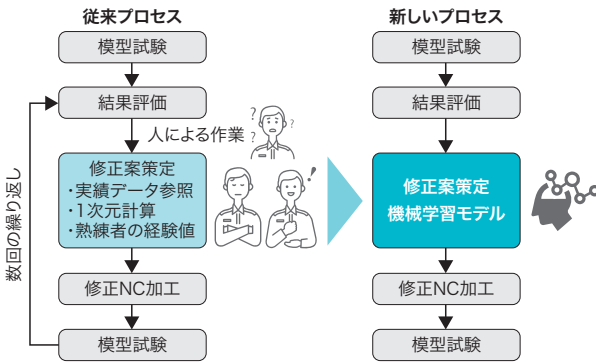 従来プロセス
模型試験
結果評価
人による作業
? ? ?
修正案策定
・実績データ参照
・1次元計算
・熟練者の経験値
!
修正NC加工
模型試験
数回の繰り返し
新しいプロセス
模型試験
結果評価
修正案策定
機械学習モデル
修正NC加工
模型試験